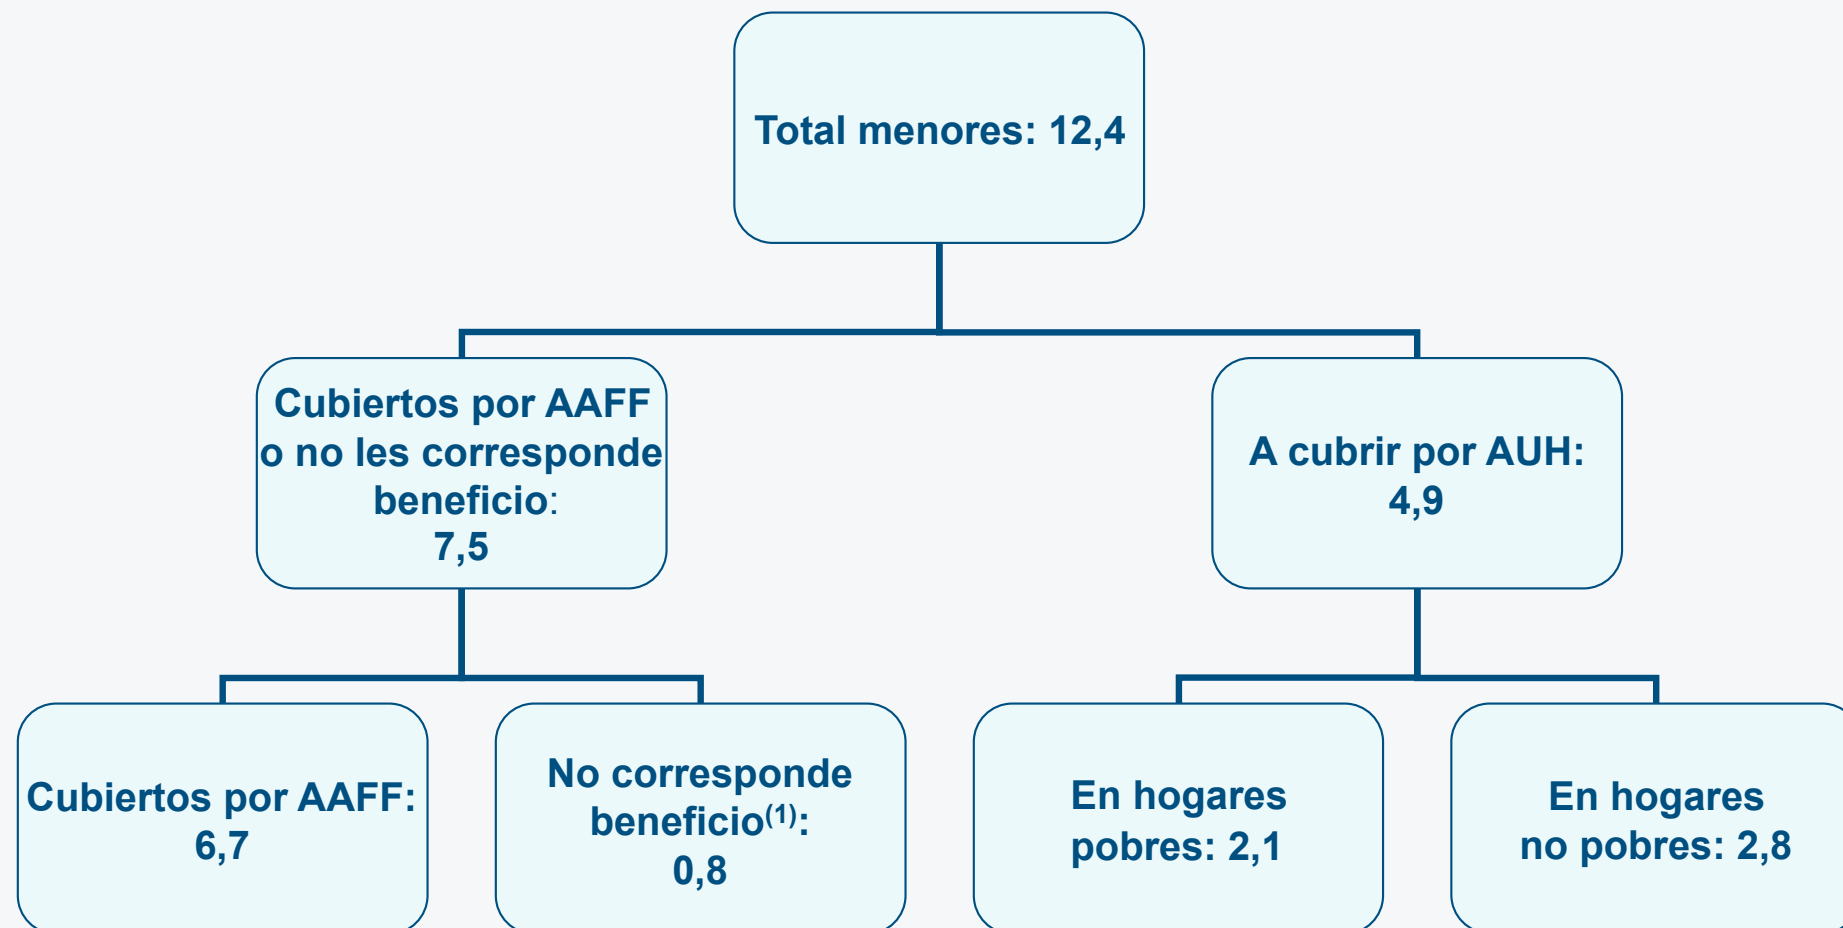 Total menores: 12,4
Cubiertos por AAFF
o no les corresponde
beneficio:
7,5
A cubrir por AUH:
4,9
Cubiertos por AAFF:
6,7
No corresponde
beneficio(1):
0,8
En hogares
pobres: 2,1
En hogares
no pobres: 2,8